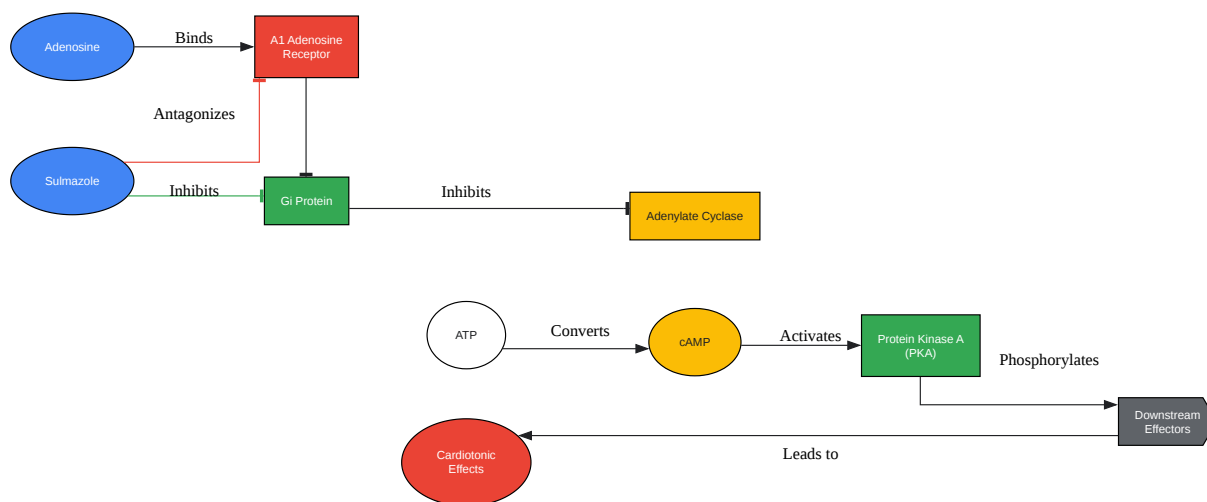 Adenosine
Binds
A1 Adenosine
Receptor
Antagonizes
Sulmazole
Inhibits
Gi Protein
Inhibits
Adenylate Cyclase
ATP
Converts
cAMP
Activates
Protein Kinase A
(PKA)
Phosphorylates
Downstream
Effectors
Cardiotonic
Effects
Leads to